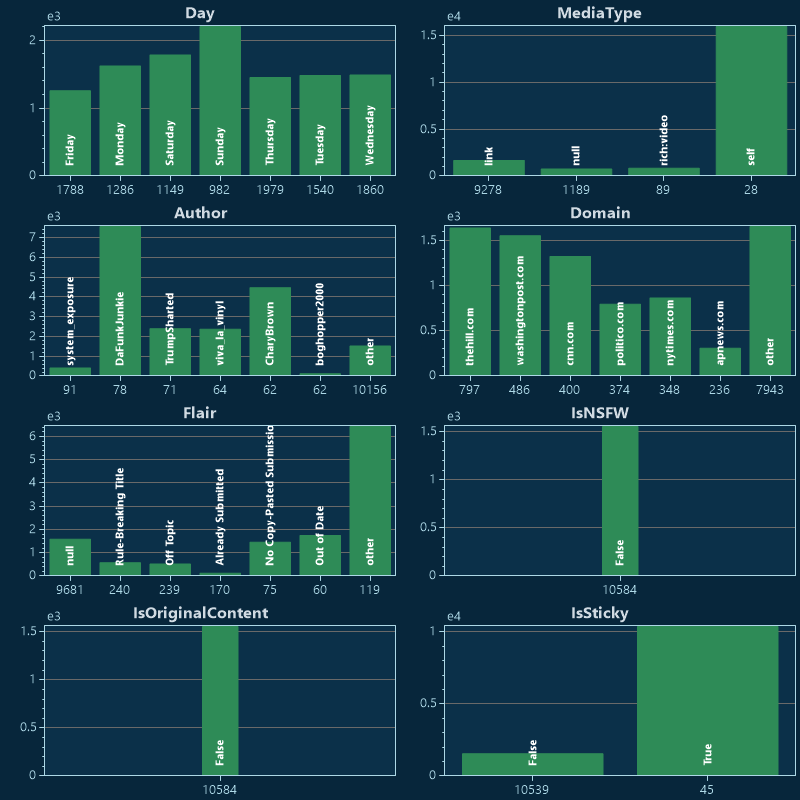 Day
e3
2
1
0
Friday
Monday
Saturday
Sunday
Thursday
Tuesday
Wednesday
1788 1286 1149 982 1979 1540 1860
MediaType
e4
1.5
1
0.5
0
link
null
rich:video
self
9278 1189 89 28
Author
e3
7
6
5
4
3
2
1
0
system_exposure
DaFunkJunkie
TrumpSharted
viva_la_vinyl
CharyBrown
boghopper2000
other
91 78 71 64 62 62 10156
Domain
e3
1.5
1
0.5
0
thehill.com
washingtonpost.com
cnn.com
politico.com
nytimes.com
apnews.com
other
797 486 400 374 348 236 7943
Flair
e3
6
5
4
3
2
1
0
null
Rule-Breaking Title
Off Topic
Already Submitted
No Copy-Pasted Submissio
Out of Date
other
9681 240 239 170 75 60 119
IsNSFW
e3
1.5
1
0.5
0
False
10584
IsOriginalContent
e3
1.5
1
0.5
0
False
10584
IsSticky
e4
1
0.5
0
False
True
10539 45